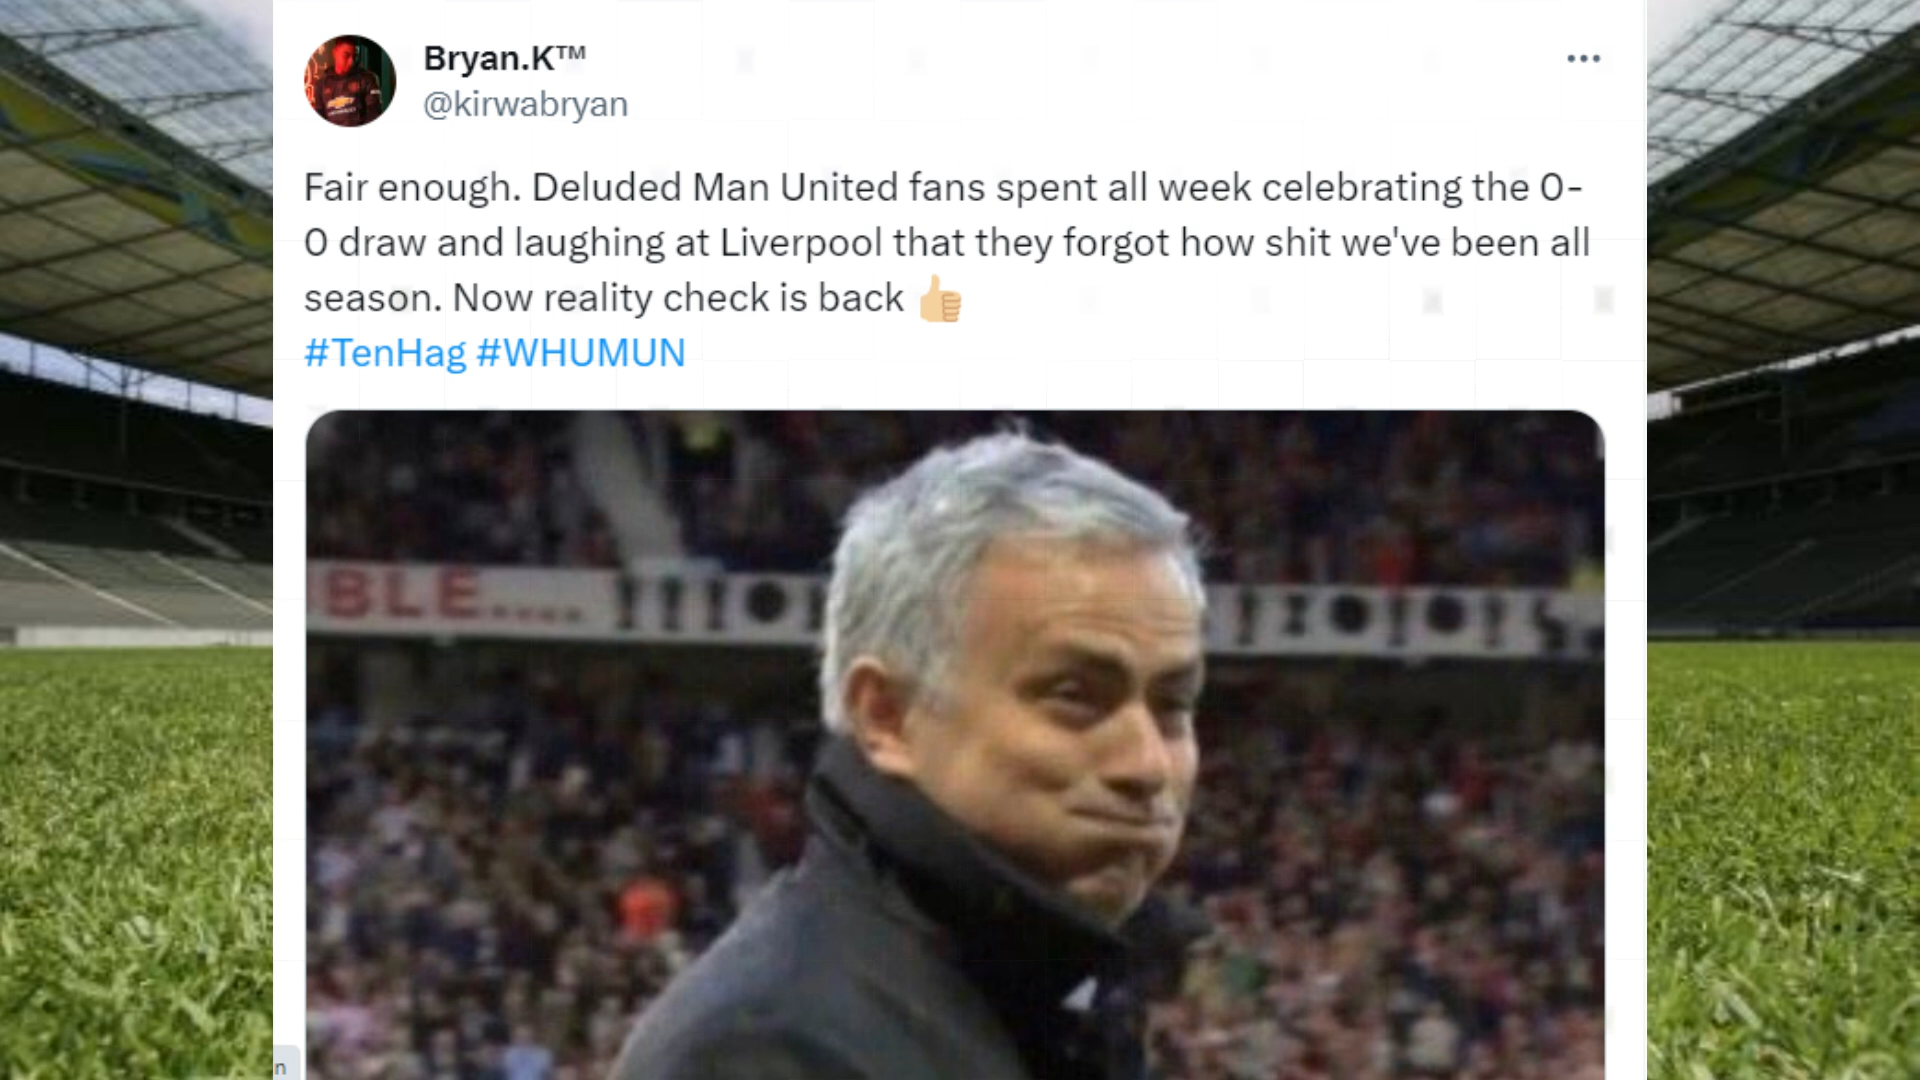 Bryan.K™
@kirwabryan
Fair enough. Deluded Man United fans spent all week celebrating the 0-
0 draw and laughing at Liverpool that they forgot how shit we've been all
season. Now reality check is back 👍🏼
#TenHag #WHUMUN
BLE.....
n